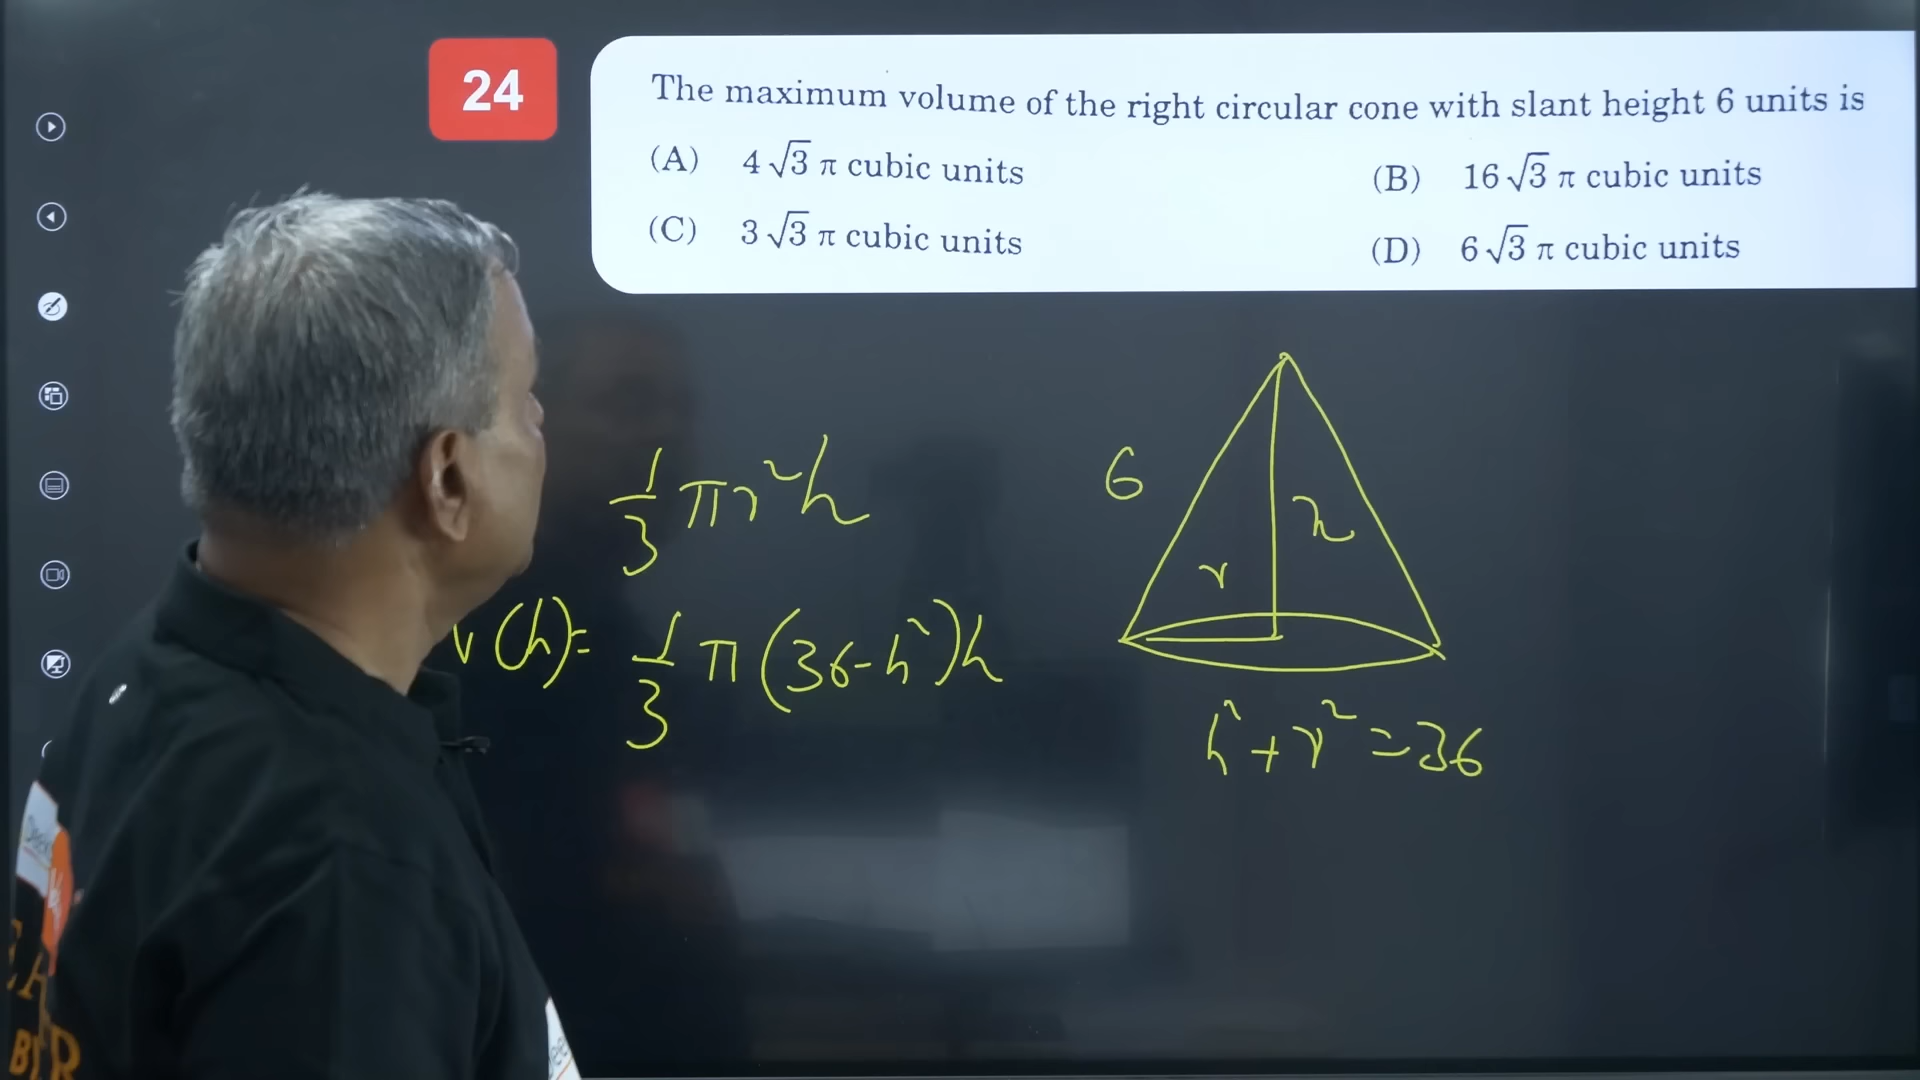 24
The maximum volume of the right circular cone with slant height 6 units is
(A) 4√3 π cubic units
(B) 16√3 π cubic units
(C) 3√3 π cubic units
(D) 6√3 π cubic units
1/3 πr²h
6
h
r
v(h)= 1/3 π(36-h²)h
h²+r²=36